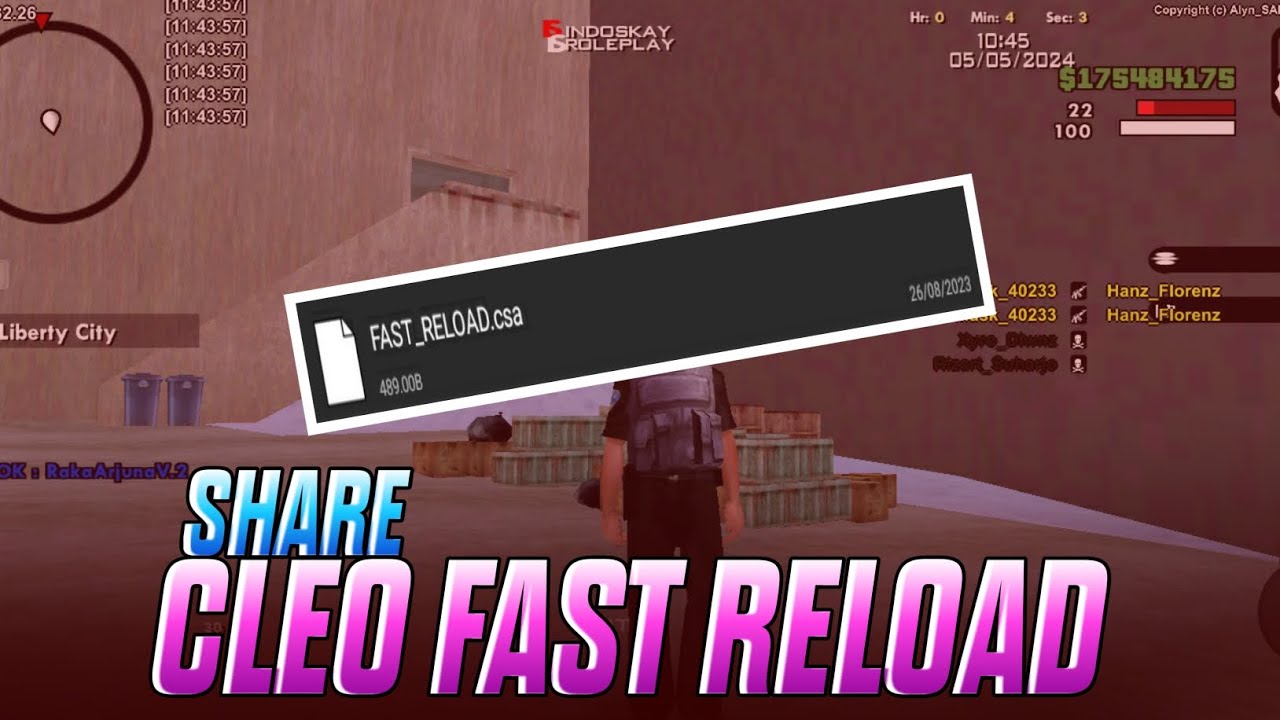 2.26
[11:43:57]
[11:43:57]
[11:43:57]
[11:43:57]
[11:43:57]
[11:43:57]
INDOSKAY
ROLEPLAY
Hr: 0 Min: 4 Sec: 3
Copyright (c) Alyn_SA
10:45
05/05/2024
$175484175
22
100
FAST_RELOAD.csa
489.00B
26/08/2023
40233 Hanz_Florenz
40233 Hanz_Florenz
Liberty City
OK : RakaArjunaV.2
SHARE
CLEO FAST RELOAD